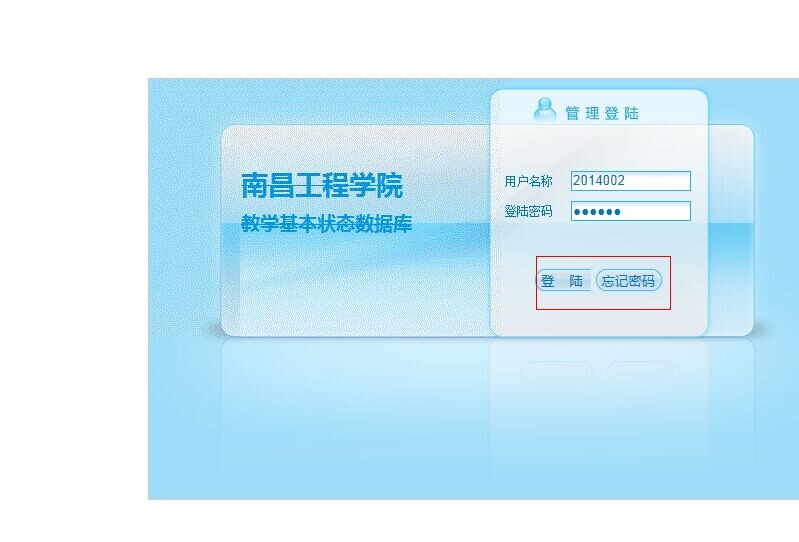 管理登陆
南昌工程学院
教学基本状态数据库
用户名称 2014002
登陆密码 ●●●●●●
登 陆 忘记密码